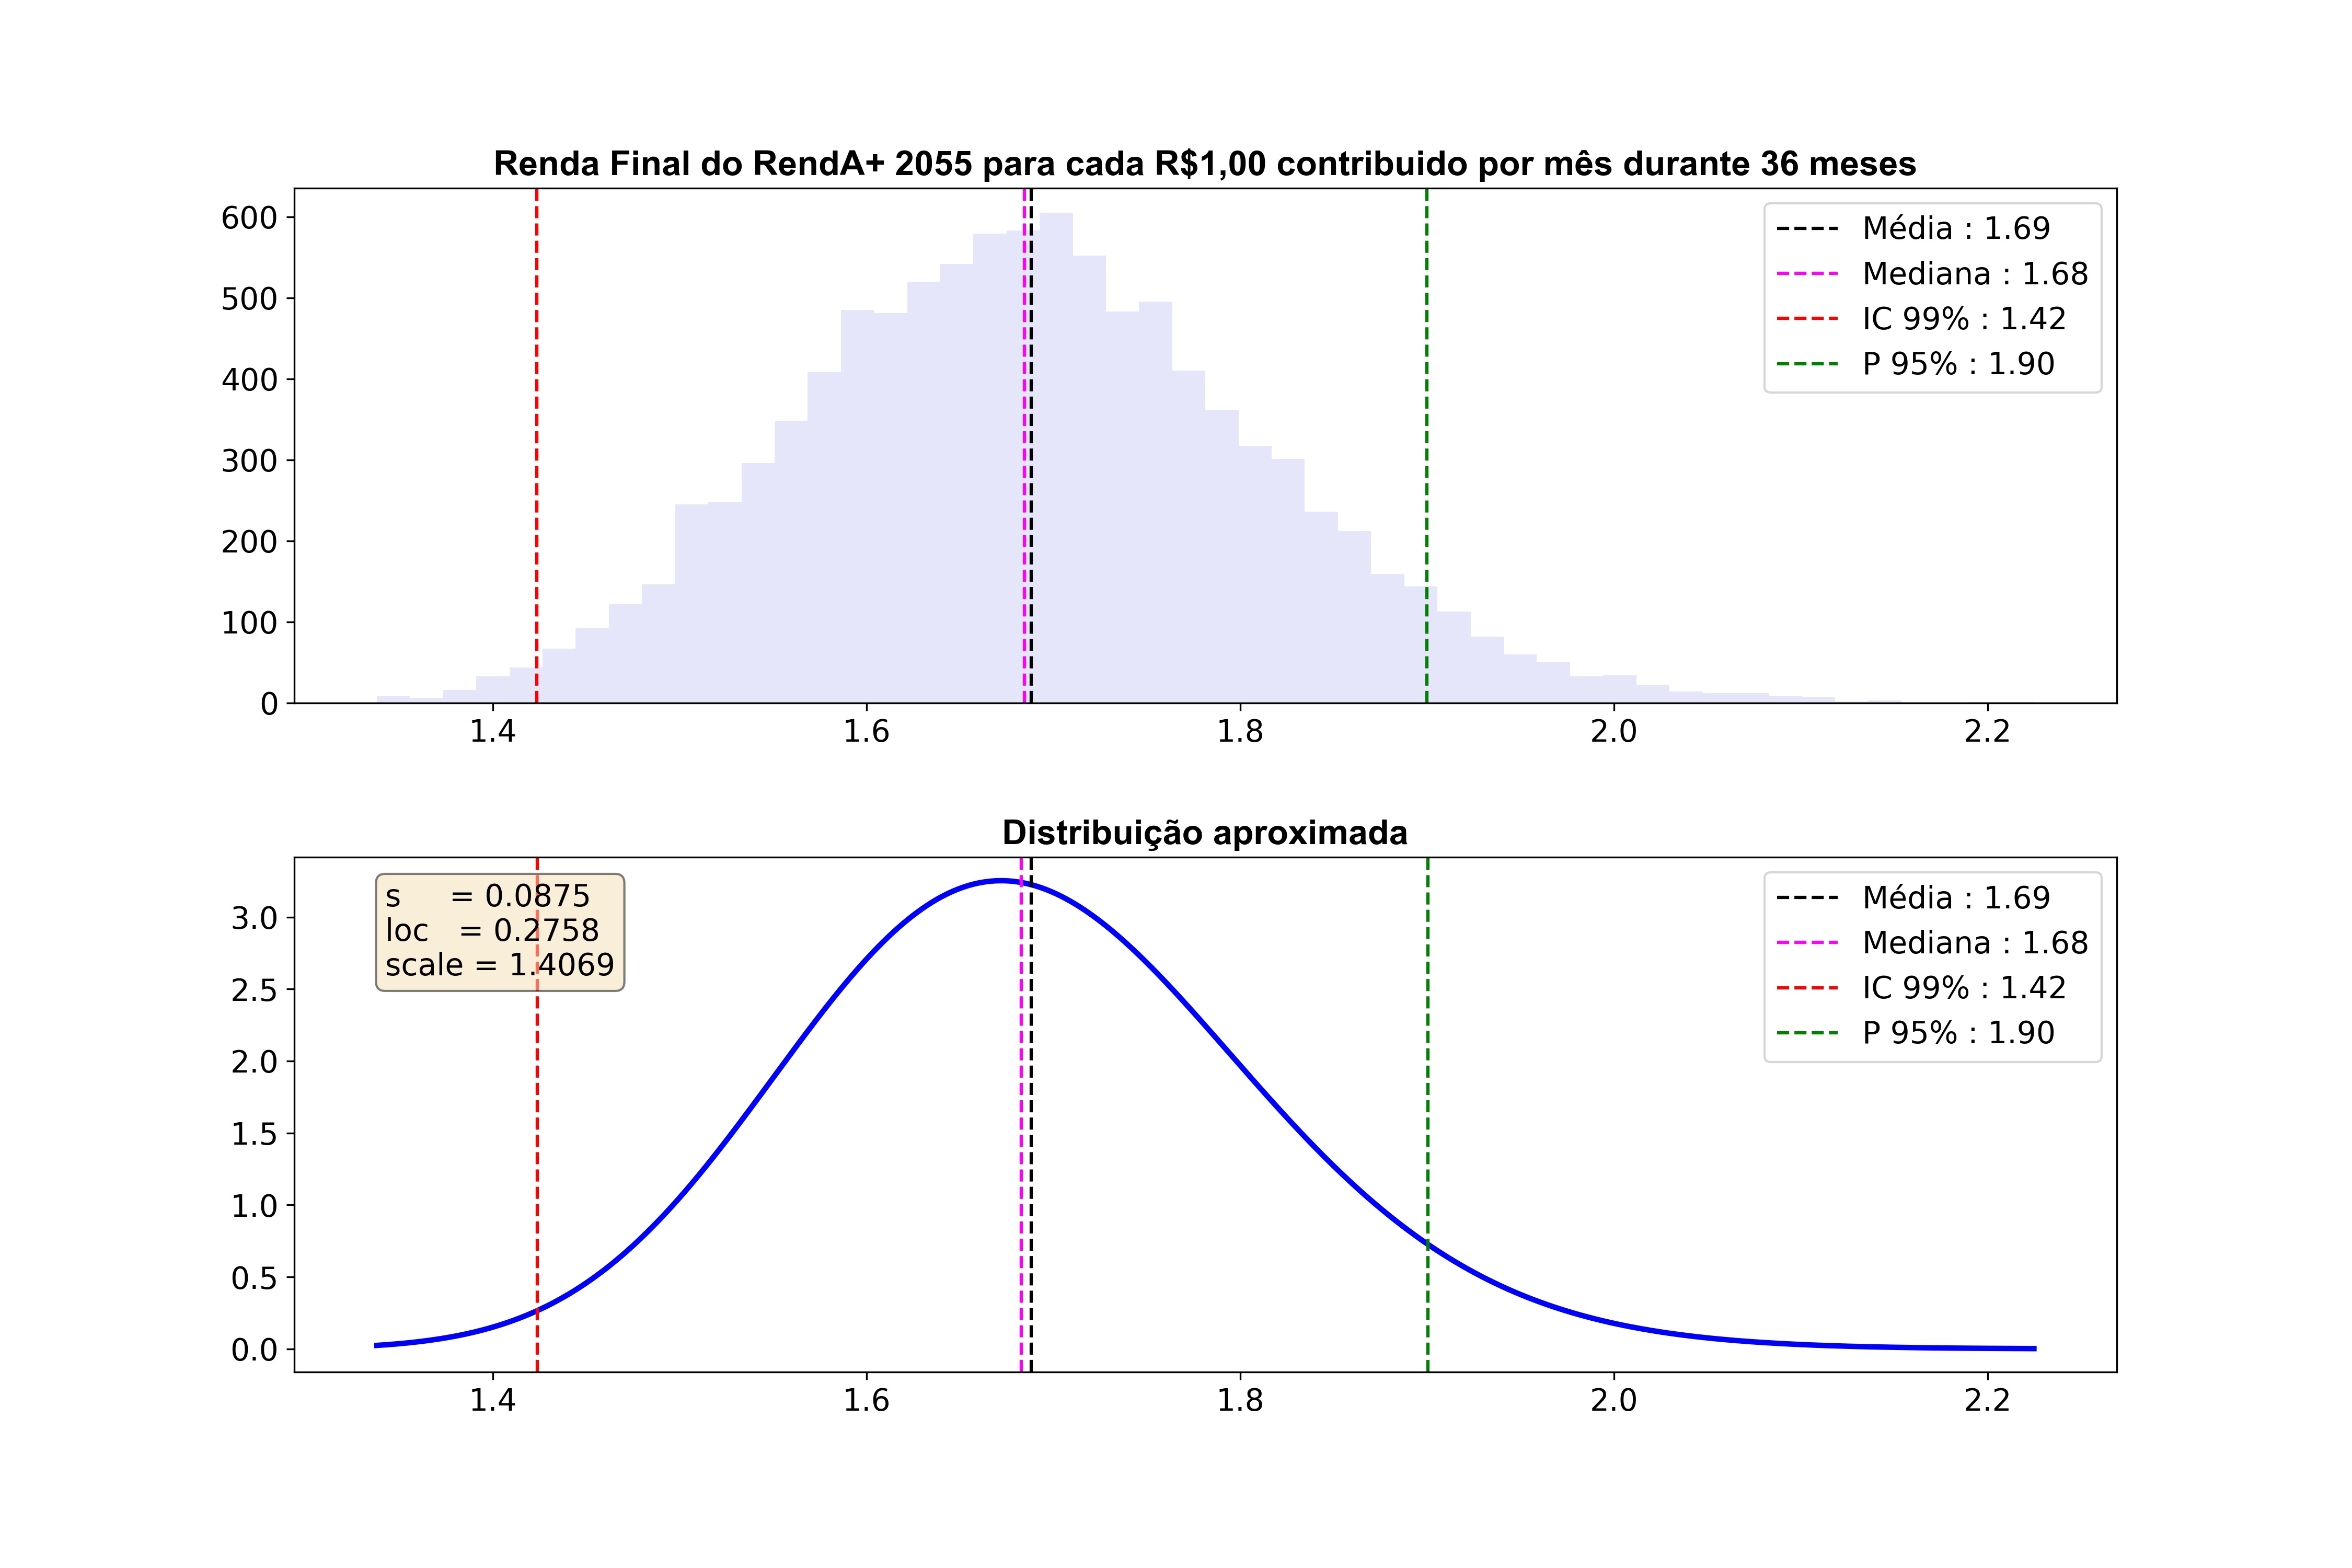 Renda Final do RendA+ 2055 para cada R$1,00 contribuido por mês durante 36 meses
600
500
400
300
200
100
0
Média : 1.69
Mediana : 1.68
IC 99% : 1.42
P 95% : 1.90
1.4 1.6 1.8 2.0 2.2
Distribuição aproximada
s = 0.0875
loc = 0.2758
scale = 1.4069
3.0
2.5
2.0
1.5
1.0
0.5
0.0
Média : 1.69
Mediana : 1.68
IC 99% : 1.42
P 95% : 1.90
1.4 1.6 1.8 2.0 2.2